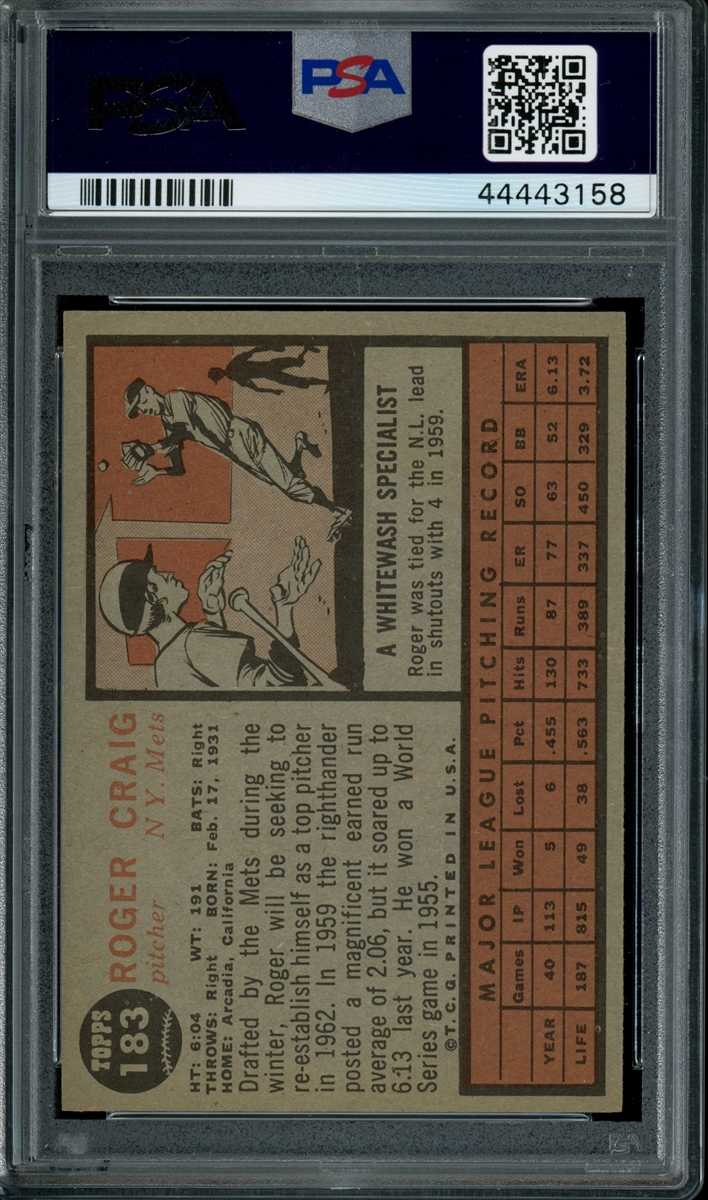 PSA
PSA
44443158
TOPPS
183
ROGER CRAIG
pitcher N.Y. Mets
HT: 6:04 WT: 191 BATS: Right
THROWS: Right BORN: Feb. 17, 1931
HOME: Arcadia, California
Drafted by the Mets during the
winter, Roger will be seeking to
re-establish himself as a top pitcher
in 1962. In 1959 the righthander
posted a magnificent earned run
average of 2.06, but it soared up to
6.13 last year. He won a World
Series game in 1955.
©T.C.G. PRINTED IN U.S.A.
A WHITEWASH SPECIALIST
Roger was tied for the N.L. lead
in shutouts with 4 in 1959.
MAJOR LEAGUE PITCHING RECORD
Games IP Won Lost Pct Hits Runs ER SO BB ERA
YEAR 40 113 5 6 .455 130 87 77 63 52 6.13
LIFE 187 815 49 38 .563 733 389 337 450 329 3.72